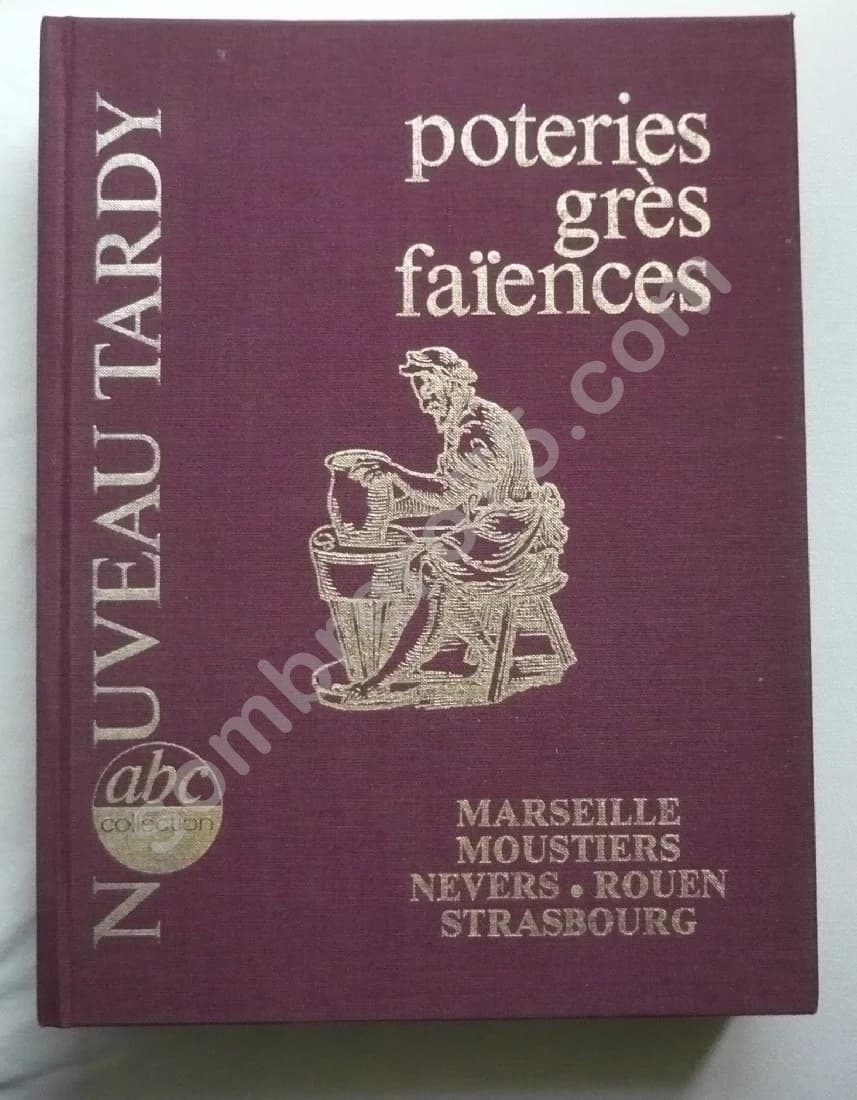 NOUVEAU TARDY
abc
collection
poteries
grès
faïences
MARSEILLE
MOUSTIERS
NEVERS • ROUEN
STRASBOURG